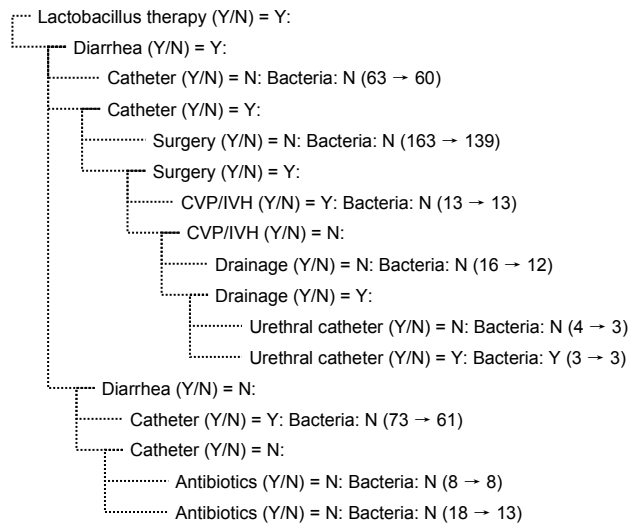 Lactobacillus therapy (Y/N) = Y:
Diarrhea (Y/N) = Y:
Catheter (Y/N) = N: Bacteria: N (63 → 60)
Catheter (Y/N) = Y:
Surgery (Y/N) = N: Bacteria: N (163 → 139)
Surgery (Y/N) = Y:
CVP/IVH (Y/N) = Y: Bacteria: N (13 → 13)
CVP/IVH (Y/N) = N:
Drainage (Y/N) = N: Bacteria: N (16 → 12)
Drainage (Y/N) = Y:
Urethral catheter (Y/N) = N: Bacteria: N (4 → 3)
Urethral catheter (Y/N) = Y: Bacteria: Y (3 → 3)
Diarrhea (Y/N) = N:
Catheter (Y/N) = Y: Bacteria: N (73 → 61)
Catheter (Y/N) = N:
Antibiotics (Y/N) = N: Bacteria: N (8 → 8)
Antibiotics (Y/N) = N: Bacteria: N (18 → 13)